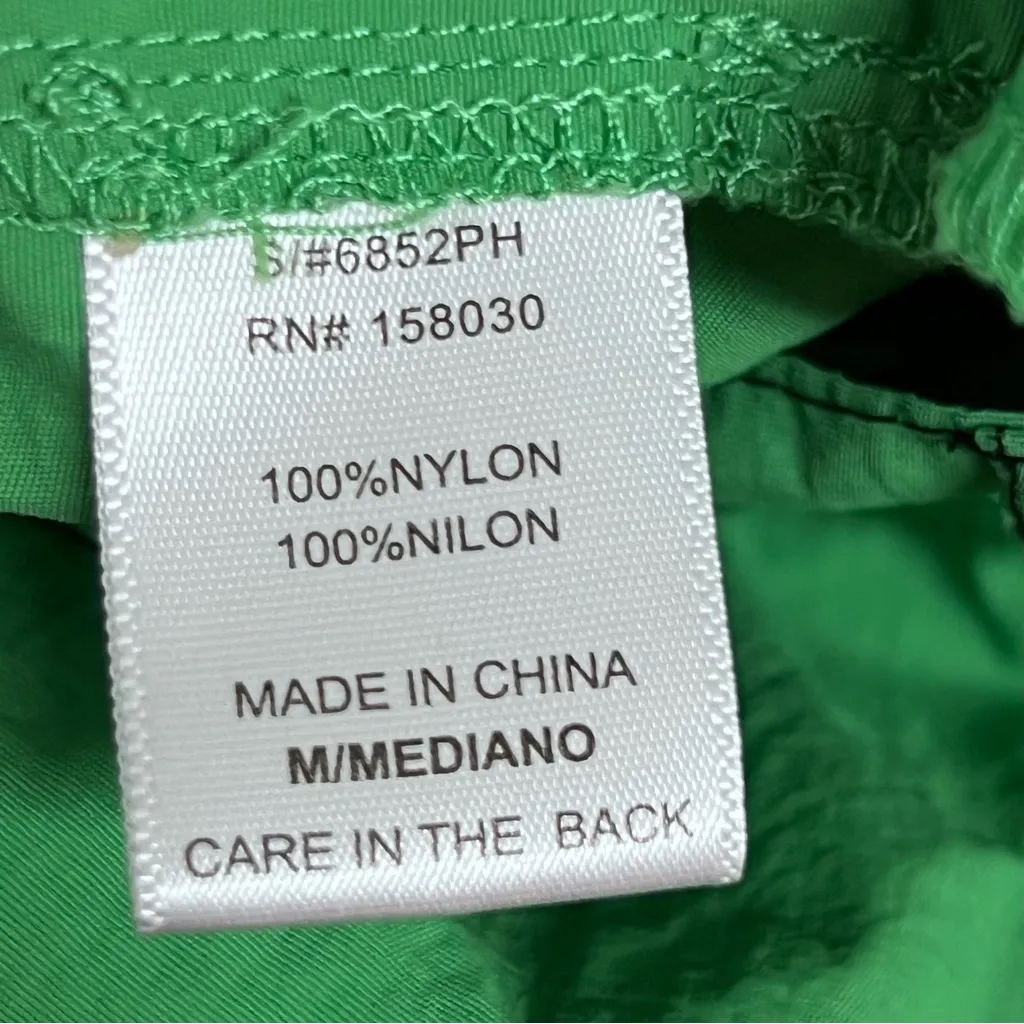 S/#6852PH
RN# 158030
100%NYLON
100%NILON
MADE IN CHINA
M/MEDIANO
CARE IN THE BACK